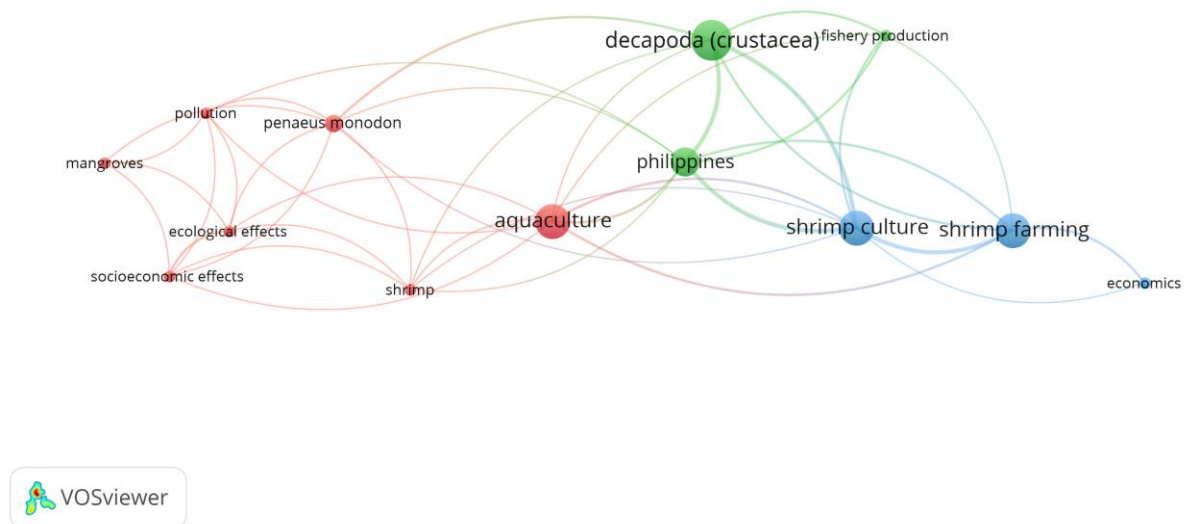 decapoda (crustacea)
fishery production
pollution
penaeus monodon
mangroves
philippines
aquaculture
shrimp culture
shrimp farming
ecological effects
socioeconomic effects
shrimp
economics
VOSviewer